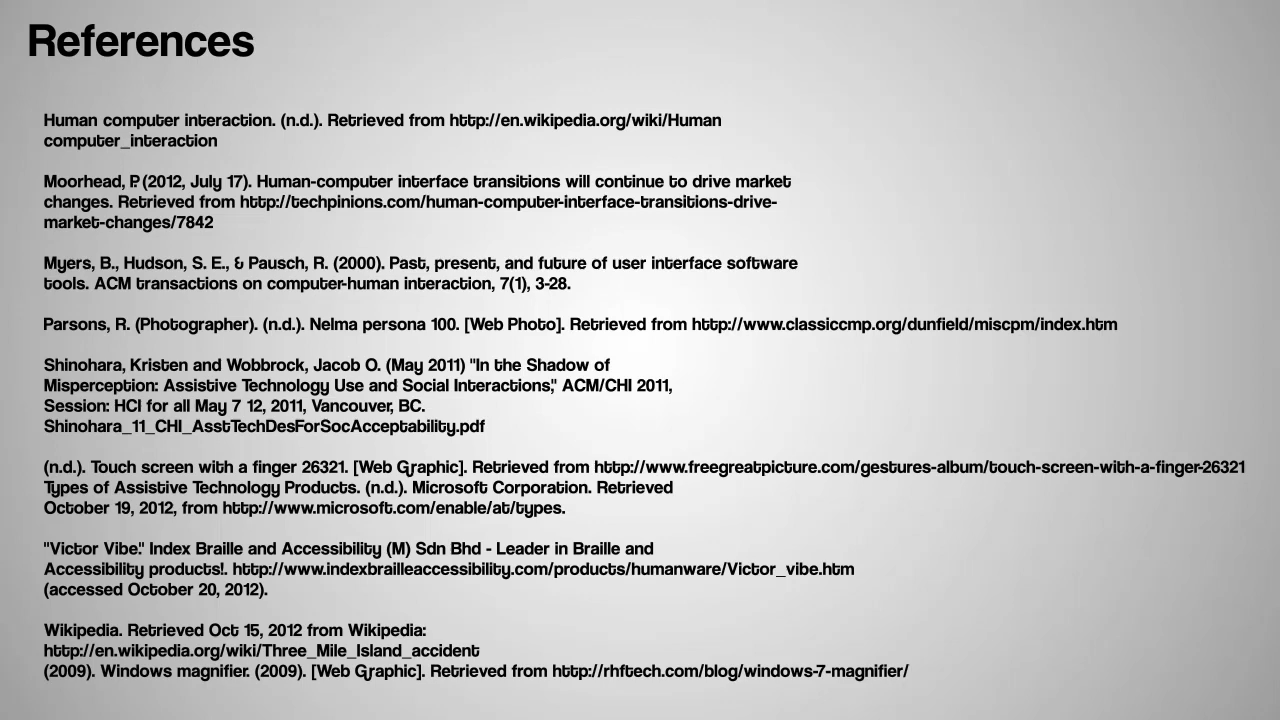 References
Human computer interaction. (n.d.). Retrieved from http://en.wikipedia.org/wiki/Human
computer_interaction
Moorhead, P. (2012, July 17). Human-computer interface transitions will continue to drive market
changes. Retrieved from http://techpinions.com/human-computer-interface-transitions-drive-
market-changes/7842
Myers, B., Hudson, S. E., & Pausch, R. (2000). Past, present, and future of user interface software
tools. ACM transactions on computer-human interaction, 7(1), 3-28.
Parsons, R. (Photographer). (n.d.). Nelma persona 100. [Web Photo]. Retrieved from http://www.classiccmp.org/dunfield/miscpm/index.htm
Shinohara, Kristen and Wobbrock, Jacob O. (May 2011) "In the Shadow of
Misperception: Assistive Technology Use and Social Interactions," ACM/CHI 2011,
Session: HCI for all May 7 12, 2011, Vancouver, BC.
Shinohara_11_CHI_AsstTechDesForSocAcceptability.pdf
(n.d.). Touch screen with a finger 26321. [Web Graphic]. Retrieved from http://www.freegreatpicture.com/gestures-album/touch-screen-with-a-finger-26321
Types of Assistive Technology Products. (n.d.). Microsoft Corporation. Retrieved
October 19, 2012, from http://www.microsoft.com/enable/at/types.
"Victor Vibe." Index Braille and Accessibility (M) Sdn Bhd - Leader in Braille and
Accessibility products!. http://www.indexbrailleaccessibility.com/products/humanware/Victor_vibe.htm
(accessed October 20, 2012).
Wikipedia. Retrieved Oct 15, 2012 from Wikipedia:
http://en.wikipedia.org/wiki/Three_Mile_Island_accident
(2009). Windows magnifier. (2009). [Web Graphic]. Retrieved from http://rhftech.com/blog/windows-7-magnifier/